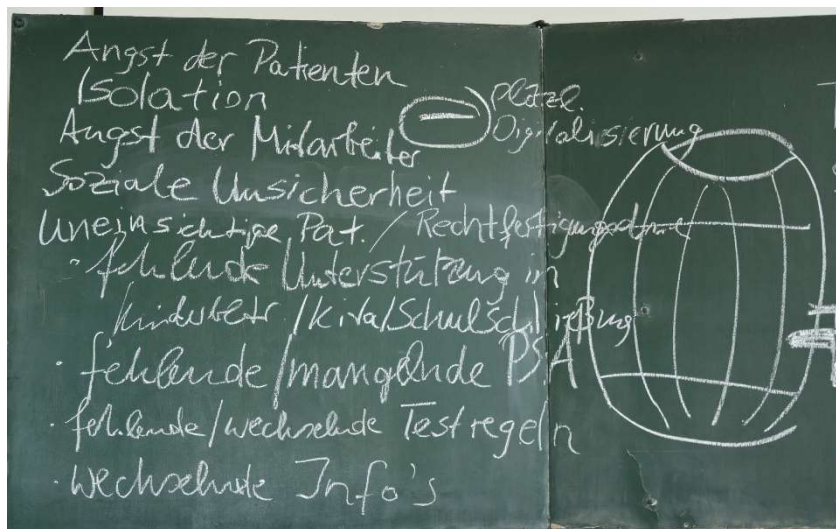 Angst der Patienten
Isolation
Angst der Mitarbeiter
plötzl.
Digitalisierung
Soziale Unsicherheit
Uneinsichtige Pat. / Rechtfertigungsdruck
· fehlende Unterstützung in
Kinderbetr /Kita/Schulschließung
· fehlende/mangelnde PSA
· fehlende/wechselnde Testregeln
· wechselnde Info's